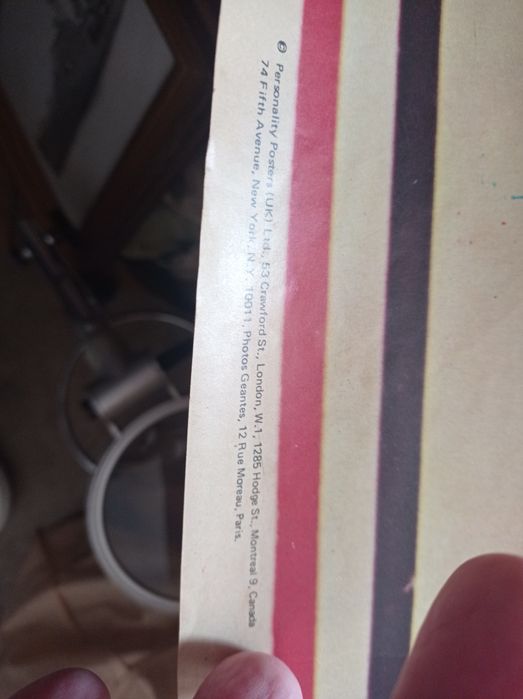 © Personality Posters (UK) Ltd., 53 Crawford St., London, W.1, 1285 Hodge St., Montreal 9, Canada
74 Fifth Avenue, New York, N.Y. 10011. Photos Geantes, 12 Rue Moreau, Paris.